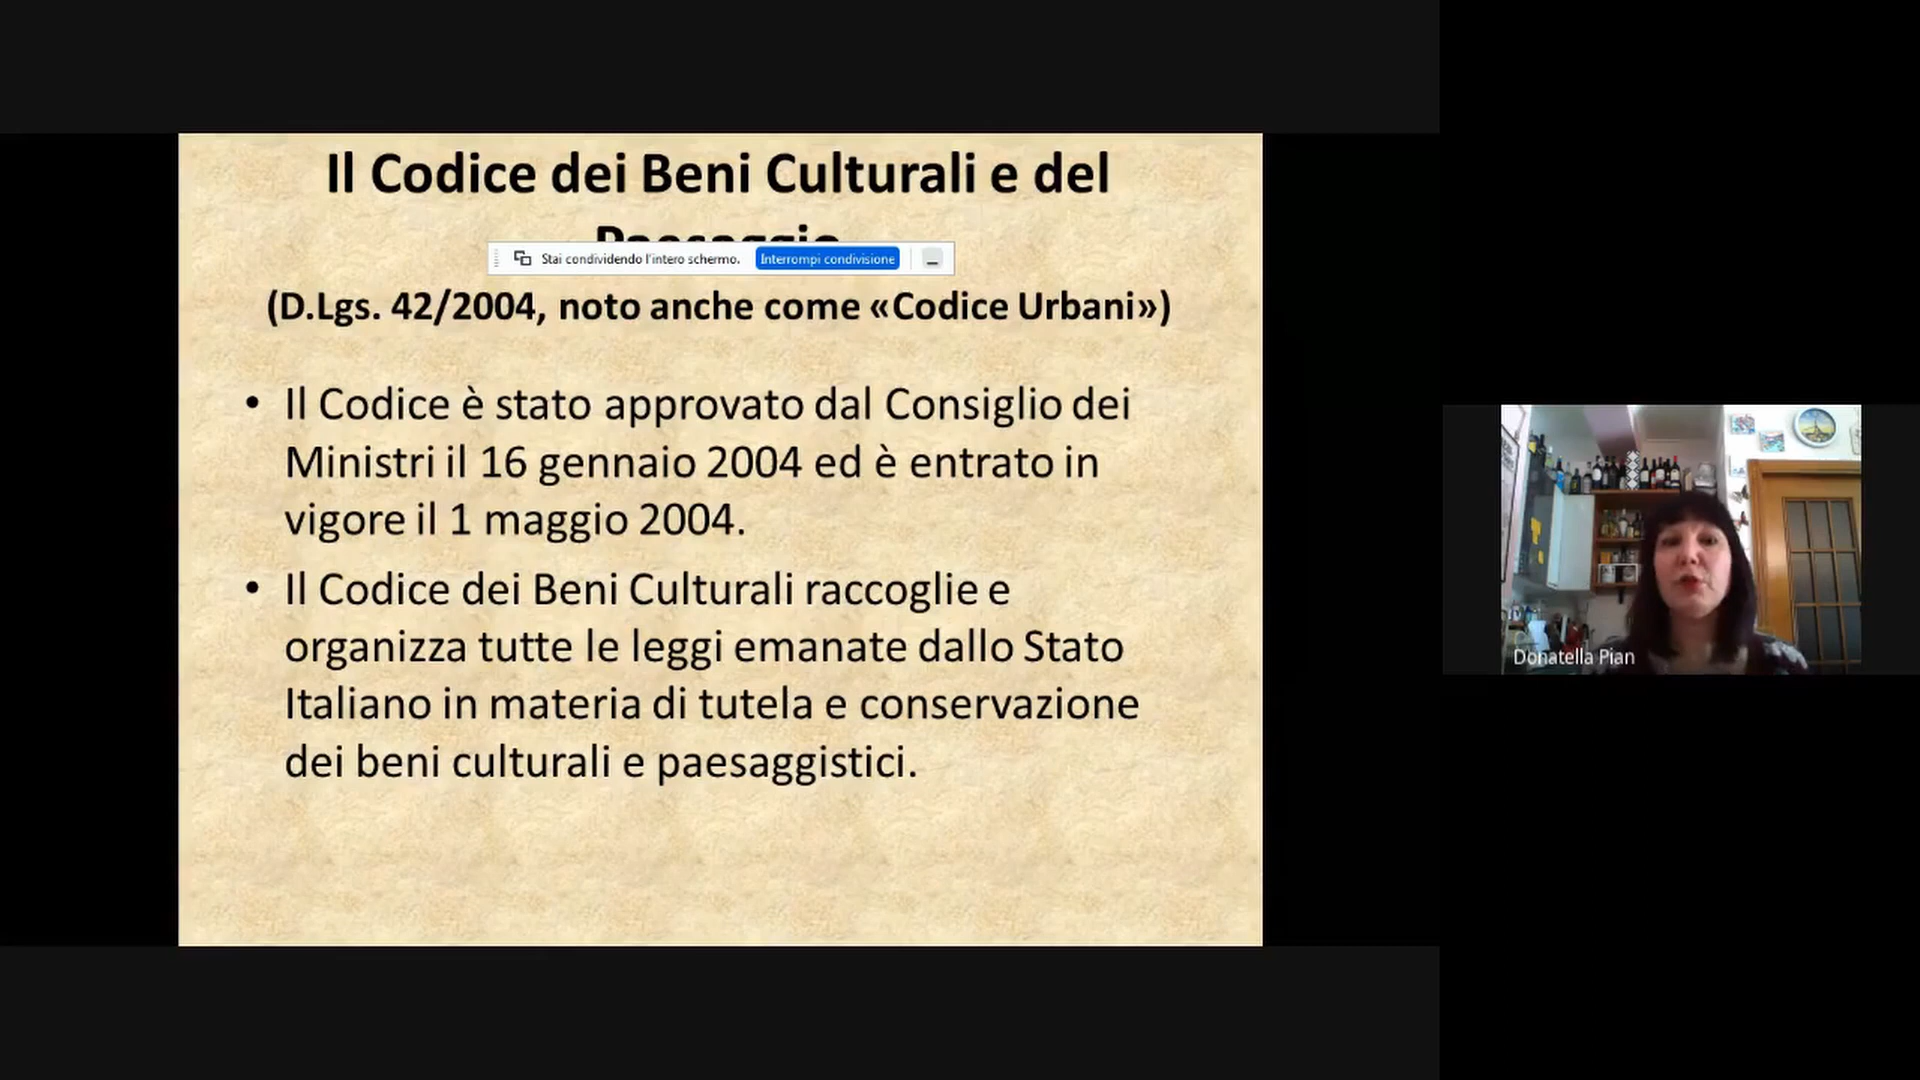 Il Codice dei Beni Culturali e del
Paesaggio
Stai condividendo l'intero schermo. Interrompi condivisione
(D.Lgs. 42/2004, noto anche come «Codice Urbani»)
• Il Codice è stato approvato dal Consiglio dei
Ministri il 16 gennaio 2004 ed è entrato in
vigore il 1 maggio 2004.
• Il Codice dei Beni Culturali raccoglie e
organizza tutte le leggi emanate dallo Stato
Italiano in materia di tutela e conservazione
dei beni culturali e paesaggistici.
Donatella Pian